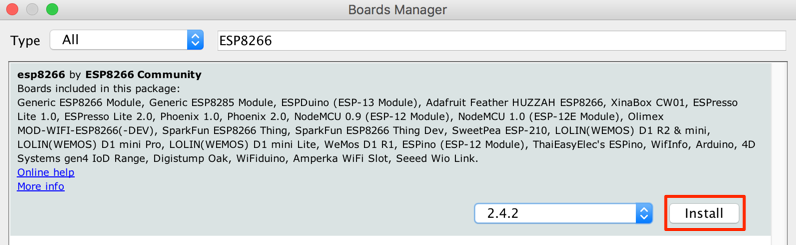 Boards Manager
Type All ESP8266
esp8266 by ESP8266 Community
Boards included in this package:
Generic ESP8266 Module, Generic ESP8285 Module, ESPDuino (ESP-13 Module), Adafruit Feather HUZZAH ESP8266, XinaBox CW01, ESPresso
Lite 1.0, ESPresso Lite 2.0, Phoenix 1.0, Phoenix 2.0, NodeMCU 0.9 (ESP-12 Module), NodeMCU 1.0 (ESP-12E Module), Olimex
MOD-WIFI-ESP8266(-DEV), SparkFun ESP8266 Thing, SparkFun ESP8266 Thing Dev, SweetPea ESP-210, LOLIN(WEMOS) D1 R2 & mini,
LOLIN(WEMOS) D1 mini Pro, LOLIN(WEMOS) D1 mini Lite, WeMos D1 R1, ESPino (ESP-12 Module), ThaiEasyElec's ESPino, WifInfo, Arduino, 4D
Systems gen4 IoD Range, Digistump Oak, WiFiduino, Amperka WiFi Slot, Seeed Wio Link.
Online help
More info
2.4.2 Install